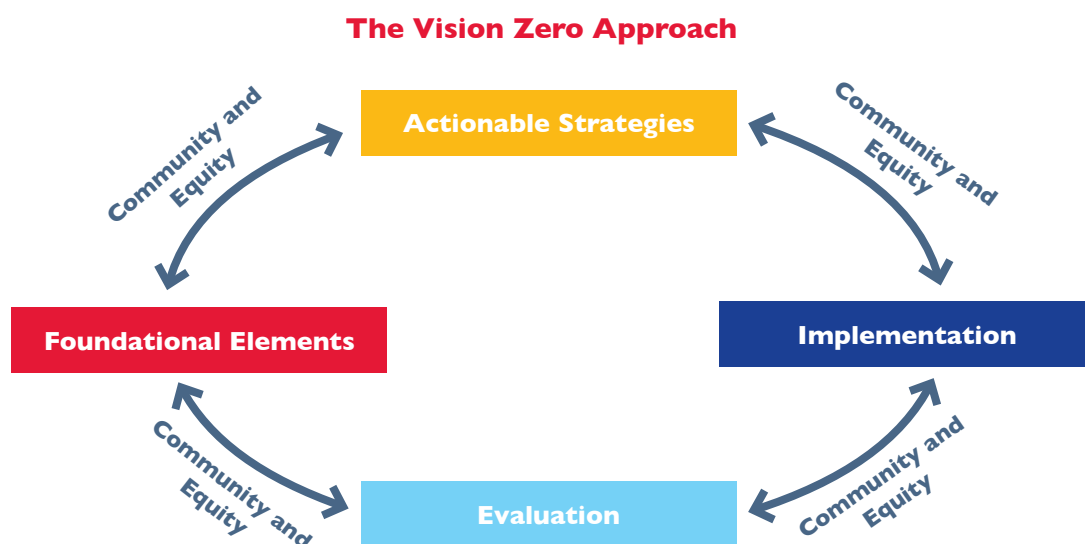 The Vision Zero Approach
Community and
Equity
Actionable Strategies
Community and
Equity
Foundational Elements
Implementation
Community and
Equity
Evaluation
Community and
Equity